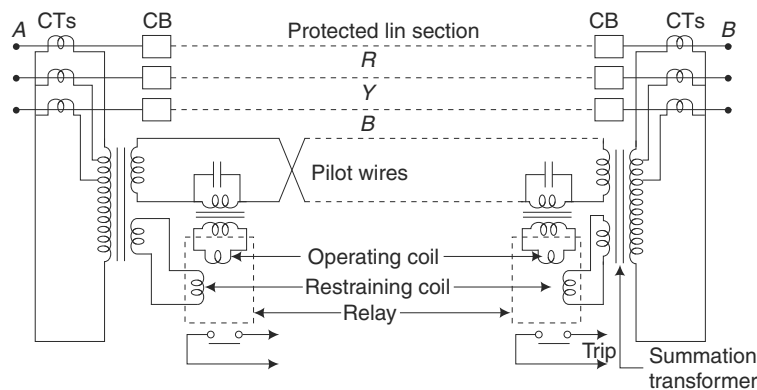 CTs
CB
CB
CTs
A
Protected lin section
B
R
Y
B
Pilot wires
Operating coil
Restraining coil
Relay
Trip
Summation
transformer